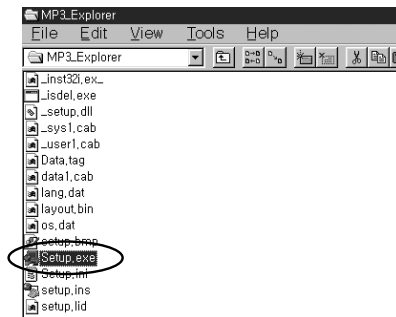 MP3_Explorer
File Edit View Tools Help
MP3_Explorer
_inst32i.ex_
_isdel.exe
_setup.dll
_sys1.cab
_user1.cab
Data.tag
data1.cab
lang.dat
layout.bin
os.dat
setup.bmp
Setup.exe
Setup.ini
setup.ins
setup.lid